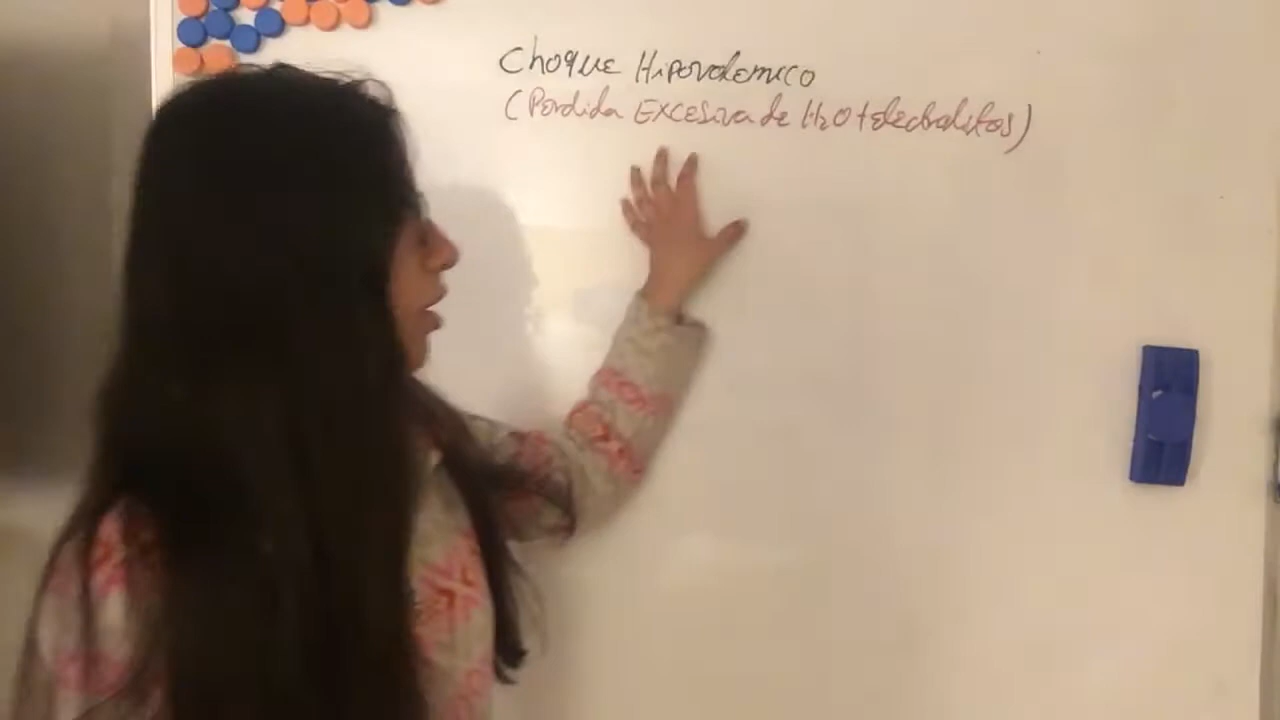 Choque Hipovolemico
(Perdida Excesiva de H₂O + electrolitos)